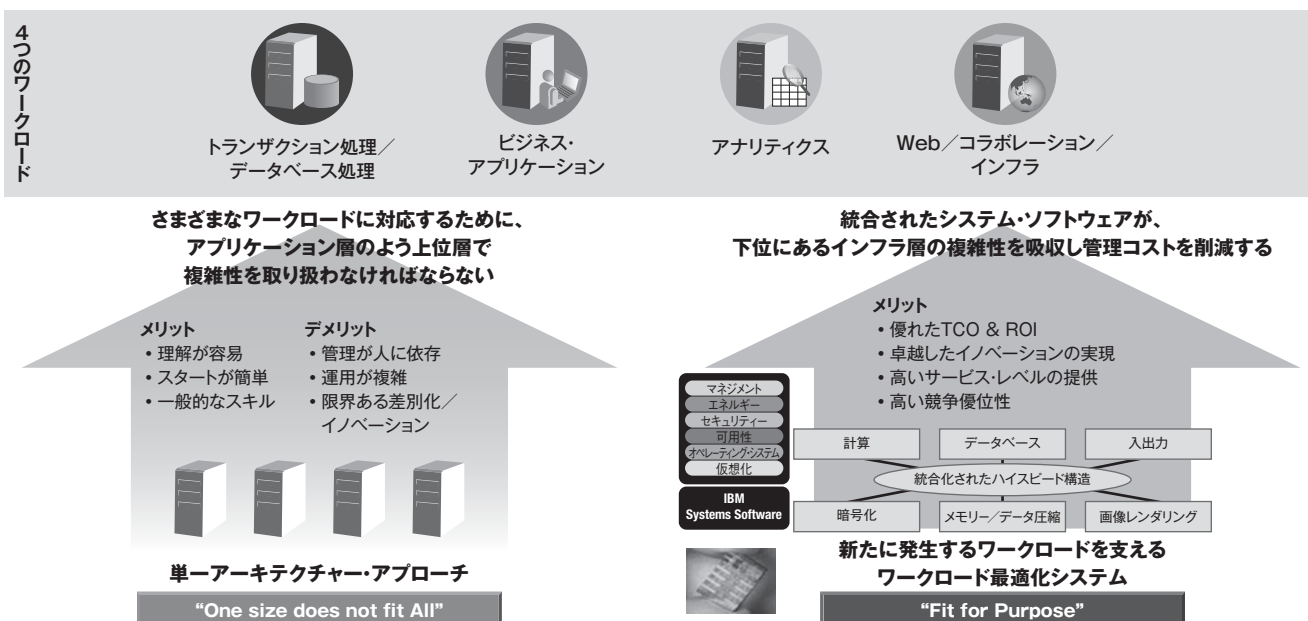 4つのワークロード
トランザクション処理／
データベース処理
ビジネス・
アプリケーション
アナリティクス
Web／コラボレーション／
インフラ
さまざまなワークロードに対応するために、
アプリケーション層のよう上位層で
複雑性を取り扱わなければならない
メリット
• 理解が容易
• スタートが簡単
• 一般的なスキル
デメリット
• 管理が人に依存
• 運用が複雑
• 限界ある差別化／
イノベーション
単一アーキテクチャー・アプローチ
“One size does not fit All”
統合されたシステム・ソフトウェアが、
下位にあるインフラ層の複雑性を吸収し管理コストを削減する
メリット
• 優れたTCO & ROI
• 卓越したイノベーションの実現
• 高いサービス・レベルの提供
• 高い競争優位性
マネジメント
エネルギー
セキュリティー
可用性
オペレーティング・システム
仮想化
IBM
Systems Software
計算
データベース
入出力
統合化されたハイスピード構造
暗号化
メモリー／データ圧縮
画像レンダリング
新たに発生するワークロードを支える
ワークロード最適化システム
“Fit for Purpose”